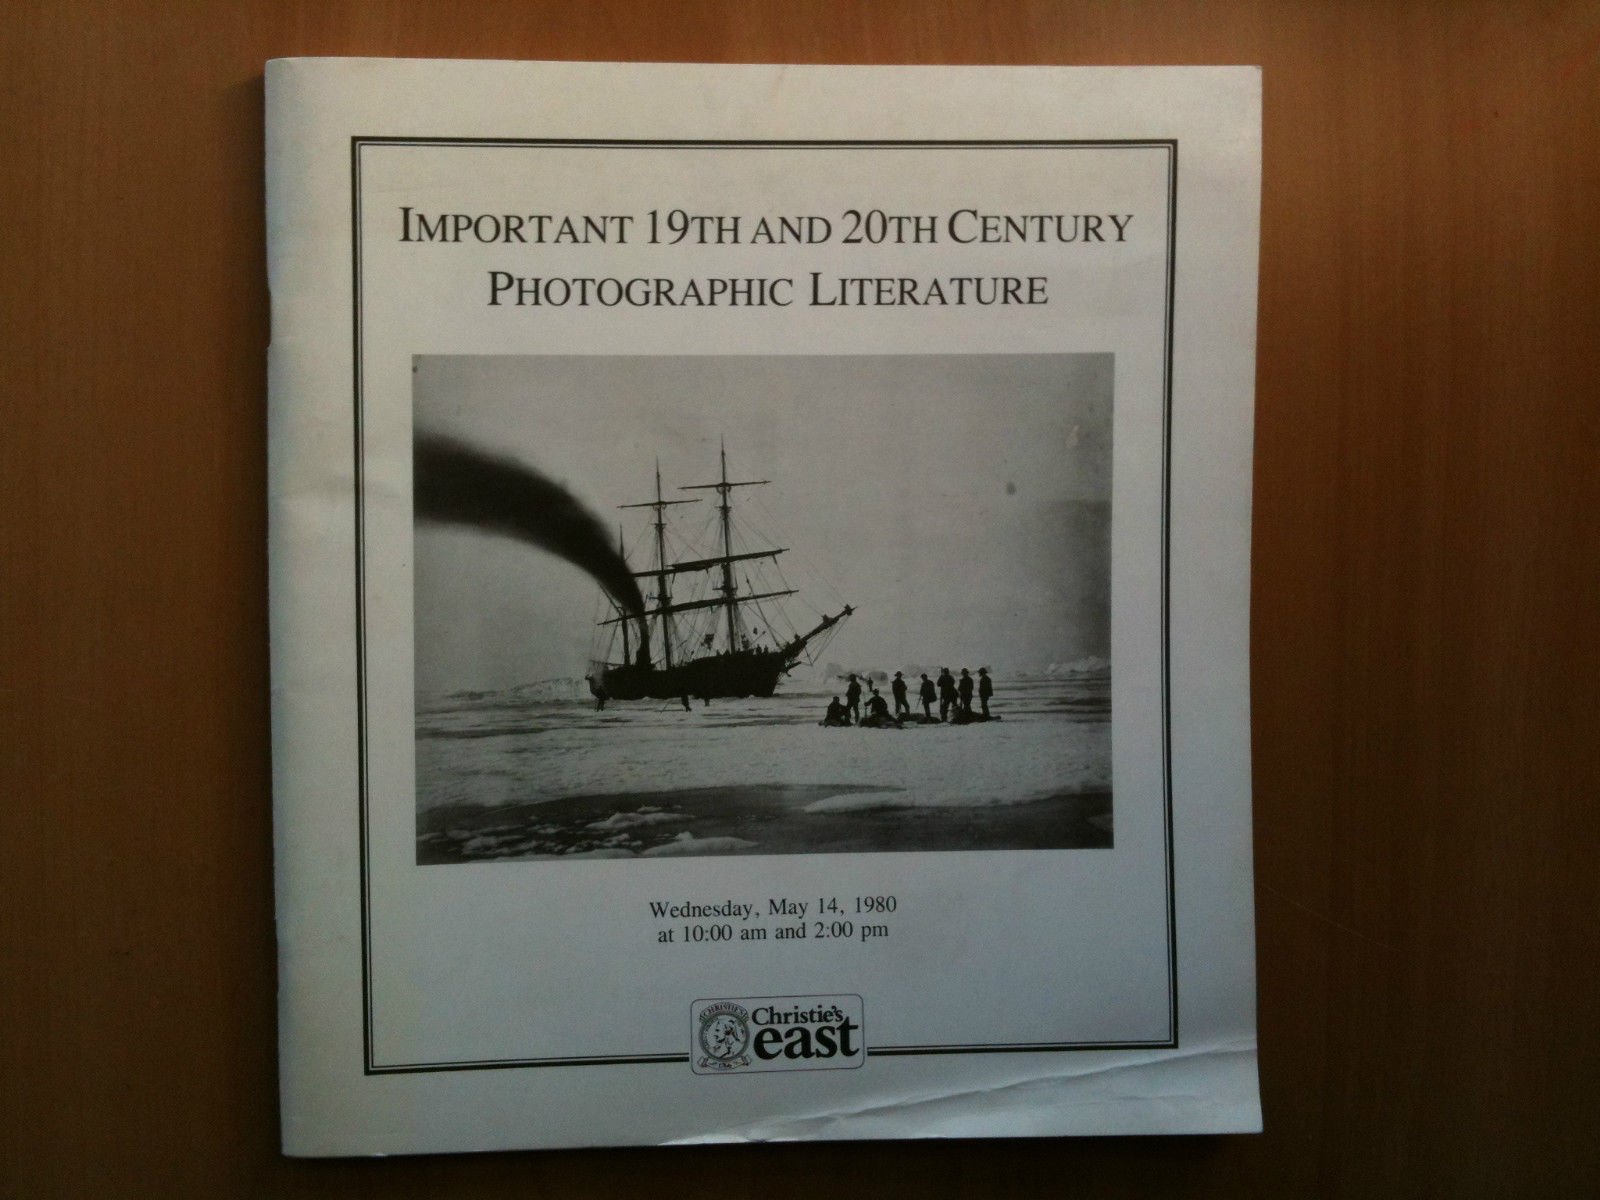 IMPORTANT 19TH AND 20TH CENTURY
PHOTOGRAPHIC LITERATURE
Wednesday, May 14, 1980
at 10:00 am and 2:00 pm
CHRISTIE'S
Christie's
east